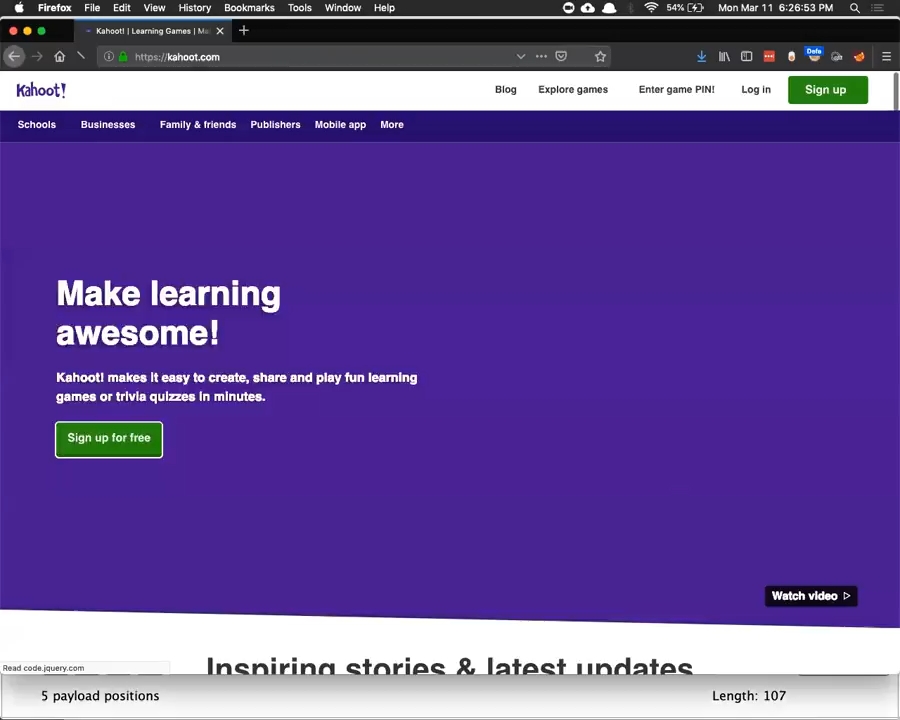 Firefox File Edit View History Bookmarks Tools Window Help 54% Mon Mar 11 6:26:53 PM
Kahoot! | Learning Games | Ma
https://kahoot.com Defa
Kahoot! Blog Explore games Enter game PIN! Log in Sign up
Schools Businesses Family & friends Publishers Mobile app More
Make learning
awesome!
Kahoot! makes it easy to create, share and play fun learning
games or trivia quizzes in minutes.
Sign up for free
Watch video
Inspiring stories & latest updates
Read code.jquery.com
5 payload positions Length: 107